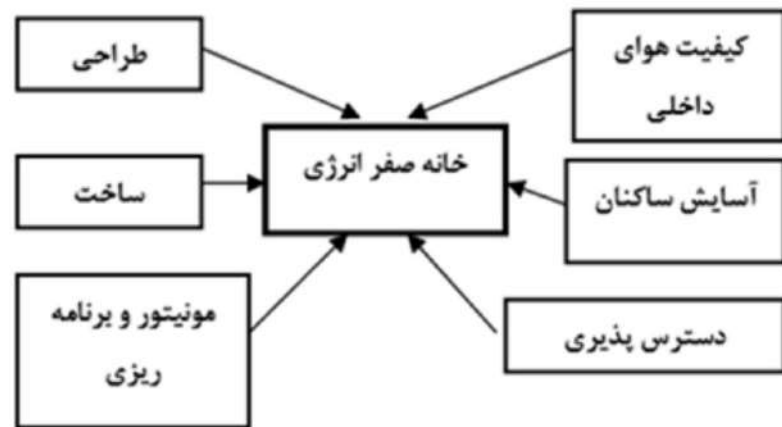 کیفیت هوای
داخلی
طراحی
خانه صفر انرژی
آسایش ساکنان
ساخت
دسترس پذیری
مونیتور و برنامه
ریزی